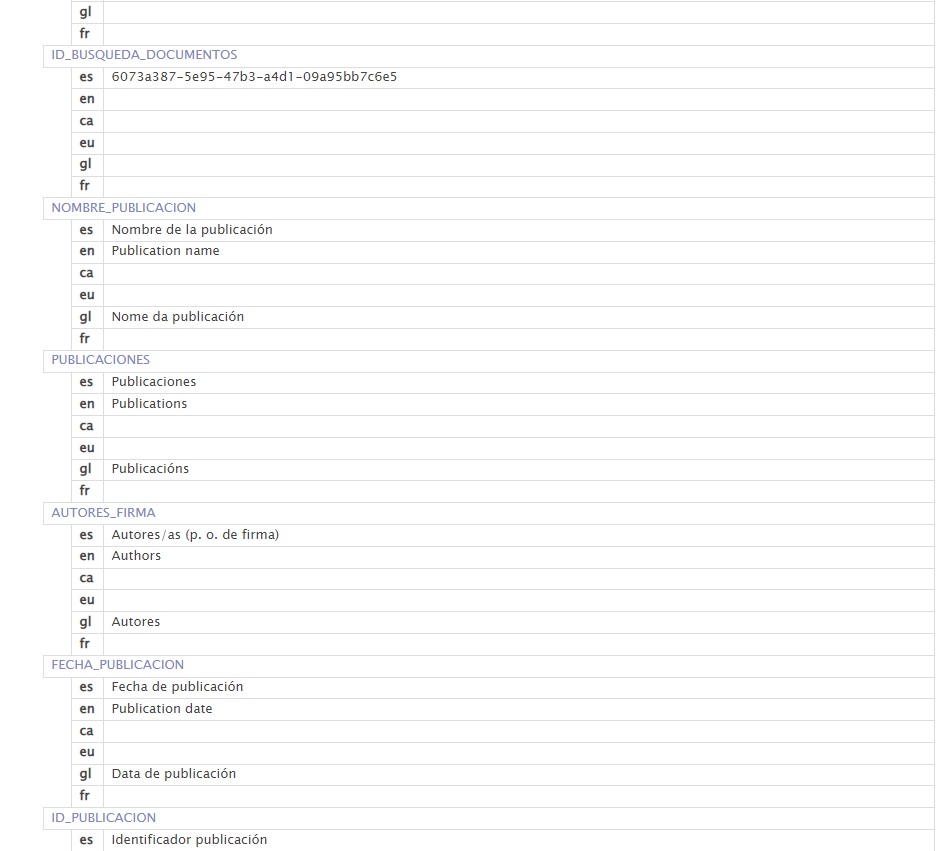 gl
fr
ID_BUSQUEDA_DOCUMENTOS
es 6073a387-5e95-47b3-a4d1-09a95bb7c6e5
en
ca
eu
gl
fr
NOMBRE_PUBLICACION
es Nombre de la publicación
en Publication name
ca
eu
gl Nome da publicación
fr
PUBLICACIONES
es Publicaciones
en Publications
ca
eu
gl Publicacións
fr
AUTORES_FIRMA
es Autores/as (p. o. de firma)
en Authors
ca
eu
gl Autores
fr
FECHA_PUBLICACION
es Fecha de publicación
en Publication date
ca
eu
gl Data de publicación
fr
ID_PUBLICACION
es Identificador publicación